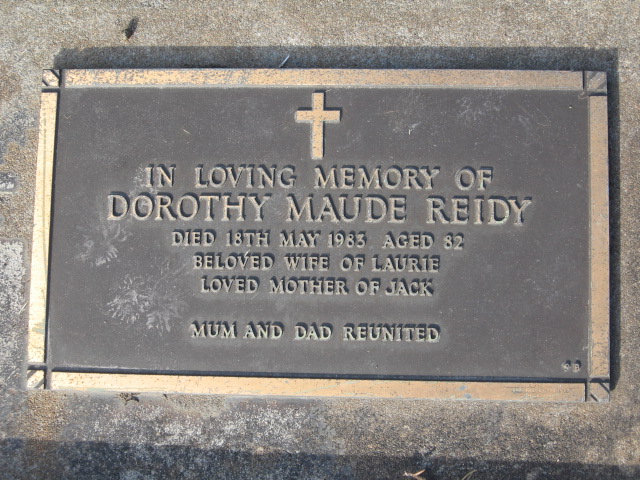 IN LOVING MEMORY OF
DOROTHY MAUDE REIDY
DIED 18TH MAY 1983 AGED 82
BELOVED WIFE OF LAURIE
LOVED MOTHER OF JACK
MUM AND DAD REUNITED